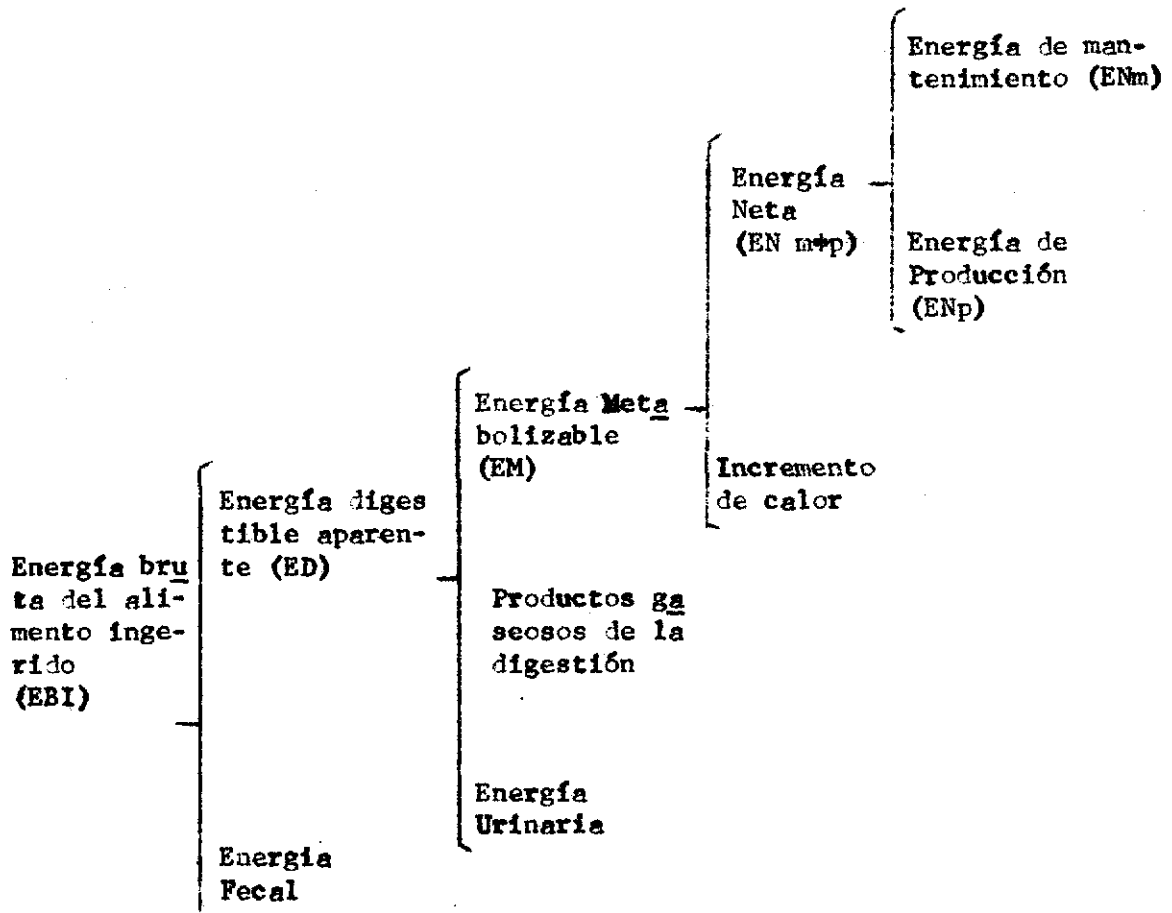 Energía bru
ta del ali-
mento inge-
rido
(EBI)
Energía diges
tible aparen-
te (ED)
Energía
Fecal
Energía Meta
bolizable
(EM)
Productos ga
seosos de la
digestión
Energía
Urinaria
Energía
Neta
(EN m+p)
Incremento
de calor
Energía de man-
tenimiento (ENm)
Energía de
Producción
(ENp)